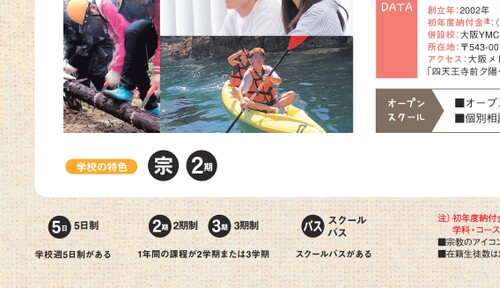 DATA
創立年：2002年
初年度納付金注：(
併設校：大阪YMC
所在地：〒543-00
アクセス：大阪メト
「四天王寺前夕陽
オープン
スクール
■オープ
■個別相
学校の特色
宗
2期
5日
5日制
学校週5日制がある
2期
2期制
3期
3期制
1年間の課程が2学期または3学期
バス
スクール
バス
スクールバスがある
注）初年度納付金
学科・コース
■宗教のアイコン
■在籍生徒数は2